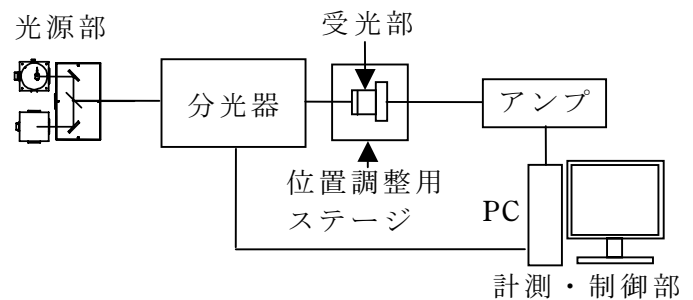 光源部
受光部
分光器
アンプ
位置調整用
ステージ
PC
計測・制御部